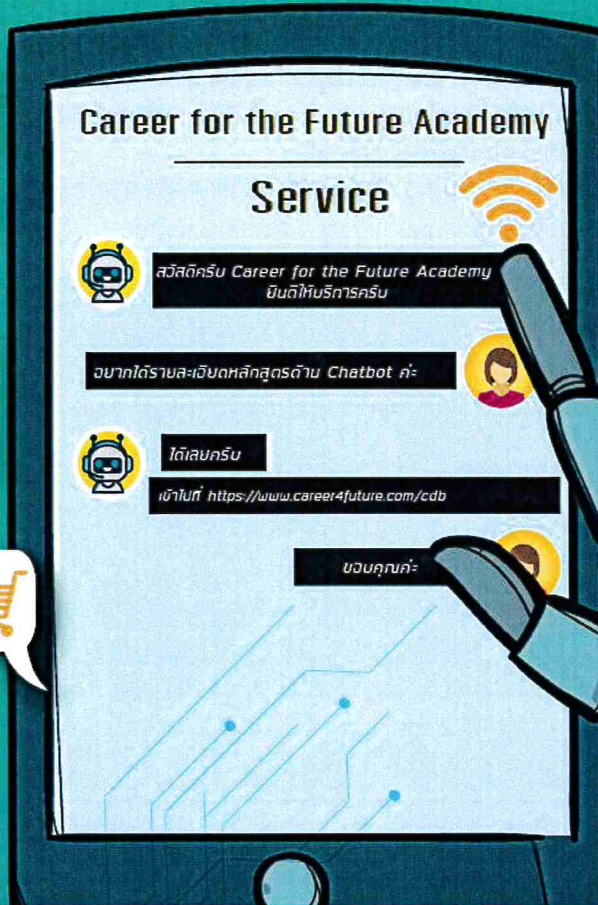 Career for the Future Academy
Service
สวัสดีครับ Career for the Future Academy
ยินดีให้บริการครับ
อยากได้รายละเอียดหลักสูตรด้าน Chatbot ค่ะ
ได้เลยครับ
เข้าไปที่ https://www.career4future.com/cdb
ขอบคุณค่ะ